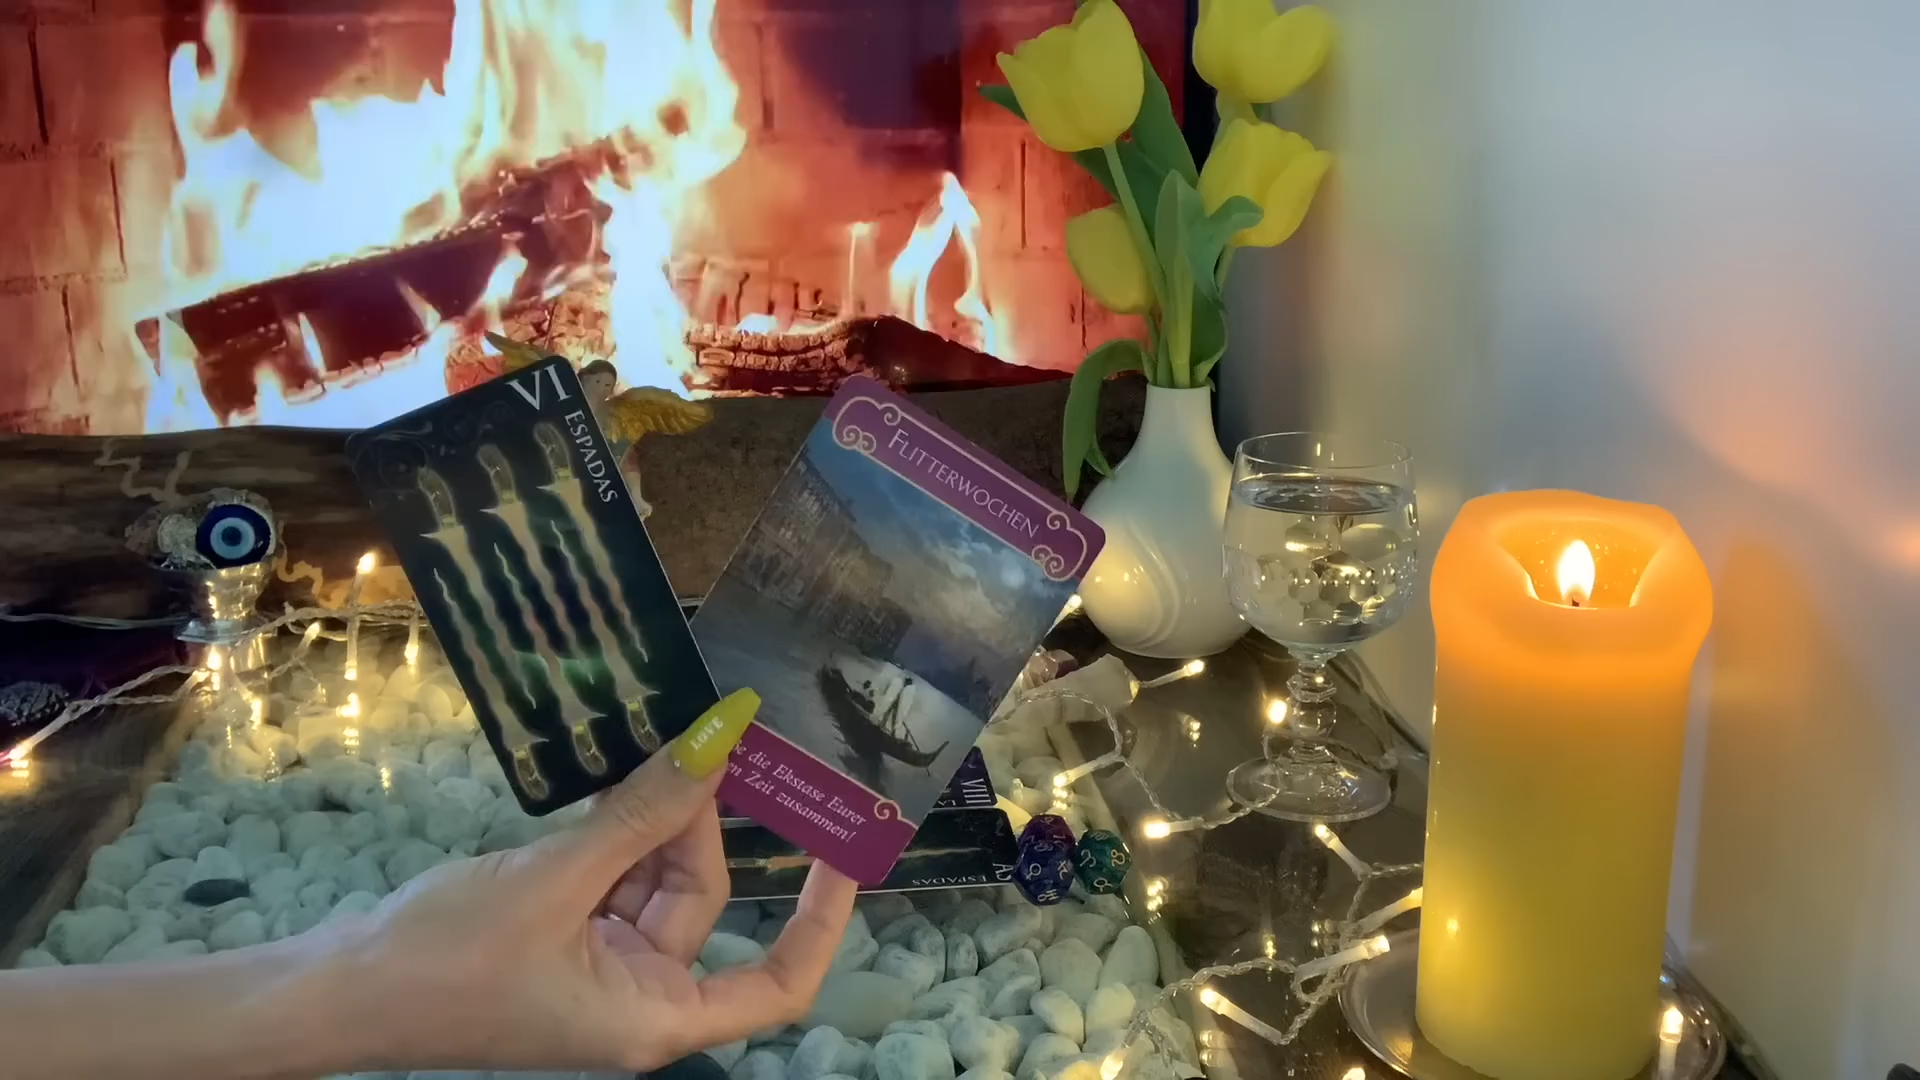 VI
ESPADAS
FLITTERWOCHEN
die Ekstase Eurer
Zeit zusammen!
LOVE
VIII
ESPADAS